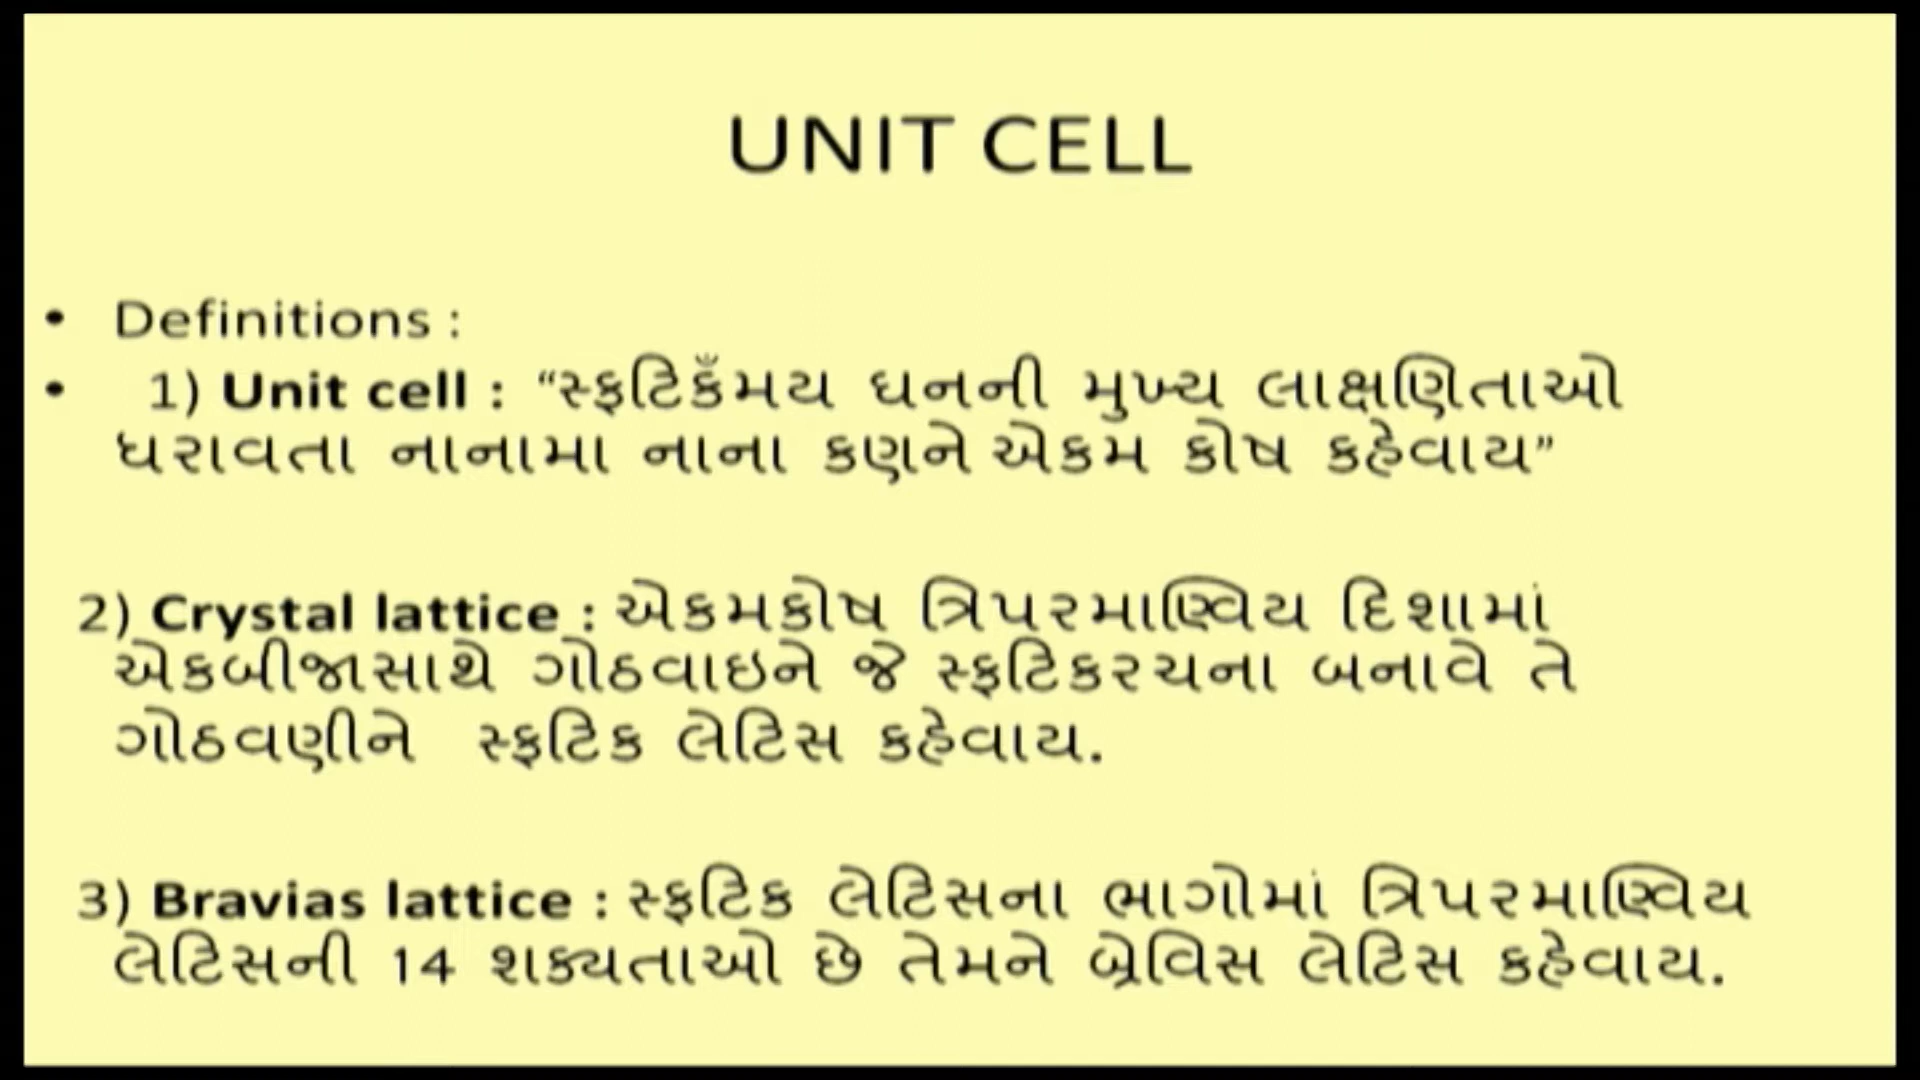 UNIT CELL
• Definitions :
• 1) Unit cell : “સ્ફટિકઁમય ઘનની મુખ્ય લાક્ષણિતાઓ
ધરાવતા નાનામા નાના કણને એકમ કોષ કહેવાય”
2) Crystal lattice : એકમકોષ ત્રિપરમાણ્વિય દિશામાં
એકબીજાસાથે ગોઠવાઇને જે સ્ફટિકરચના બનાવે તે
ગોઠવણીને સ્ફટિક લેટિસ કહેવાય.
3) Bravias lattice : સ્ફટિક લેટિસના ભાગોમાં ત્રિપરમાણ્વિય
લેટિસની 14 શક્યતાઓ છે તેમને બ્રેવિસ લેટિસ કહેવાય.